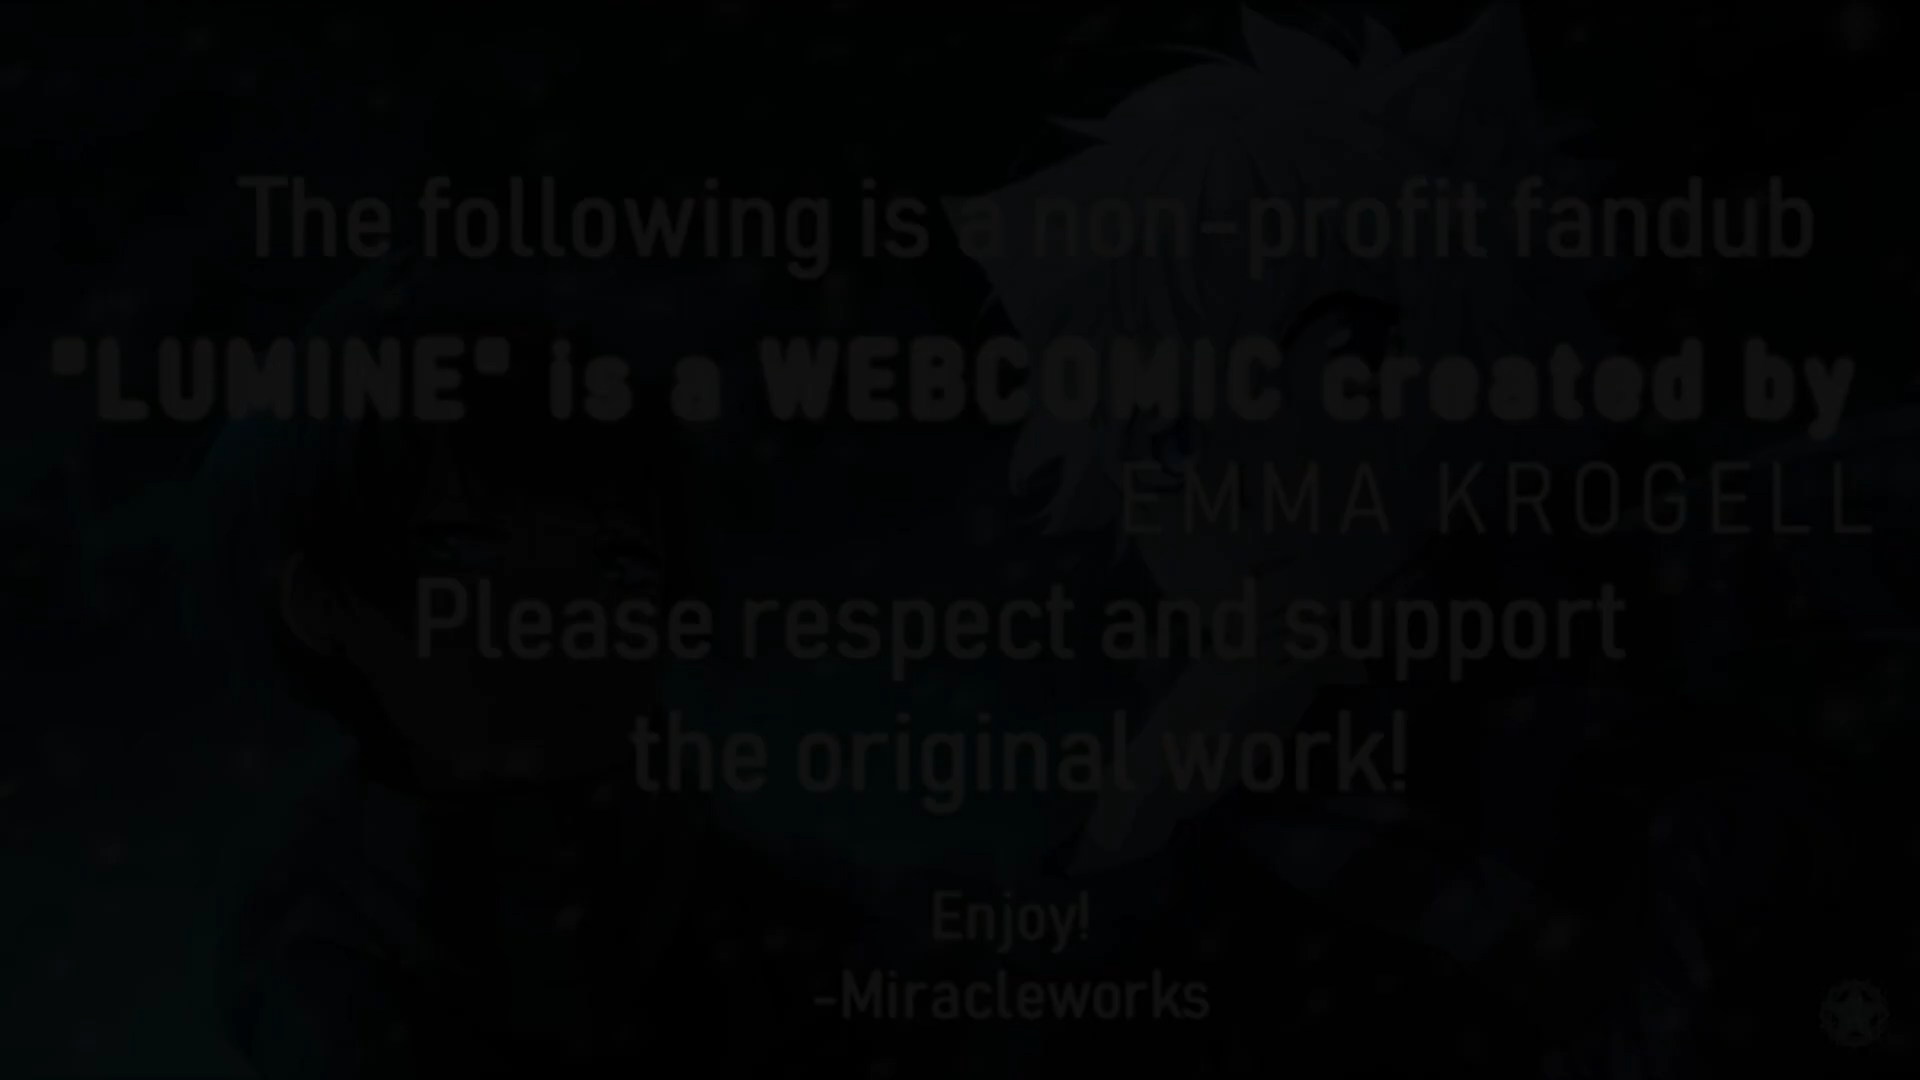 The following is a non-profit fandub
"LUMINE" is a WEBCOMIC created by
EMMA KROGELL
Please respect and support
the original work!
Enjoy!
-Miracleworks